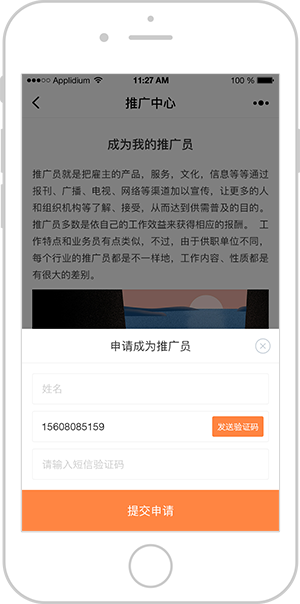 ●●●○○ Applidium 11:27 AM 100 %
推广中心
成为我的推广员
推广员就是把雇主的产品，服务，文化，信息等等通过
报刊、广播、电视、网络等渠道加以宣传，让更多的人
和组织机构等了解、接受，从而达到供需普及的目的。
推广员多数是依自己的工作效益来获得相应的报酬。 工
作特点和业务员有点类似，不过，由于供职单位不同，
每个行业的推广员都是不一样地，工作内容、性质都是
有很大的差别。
申请成为推广员
姓名
15608085159 发送验证码
请输入短信验证码
提交申请